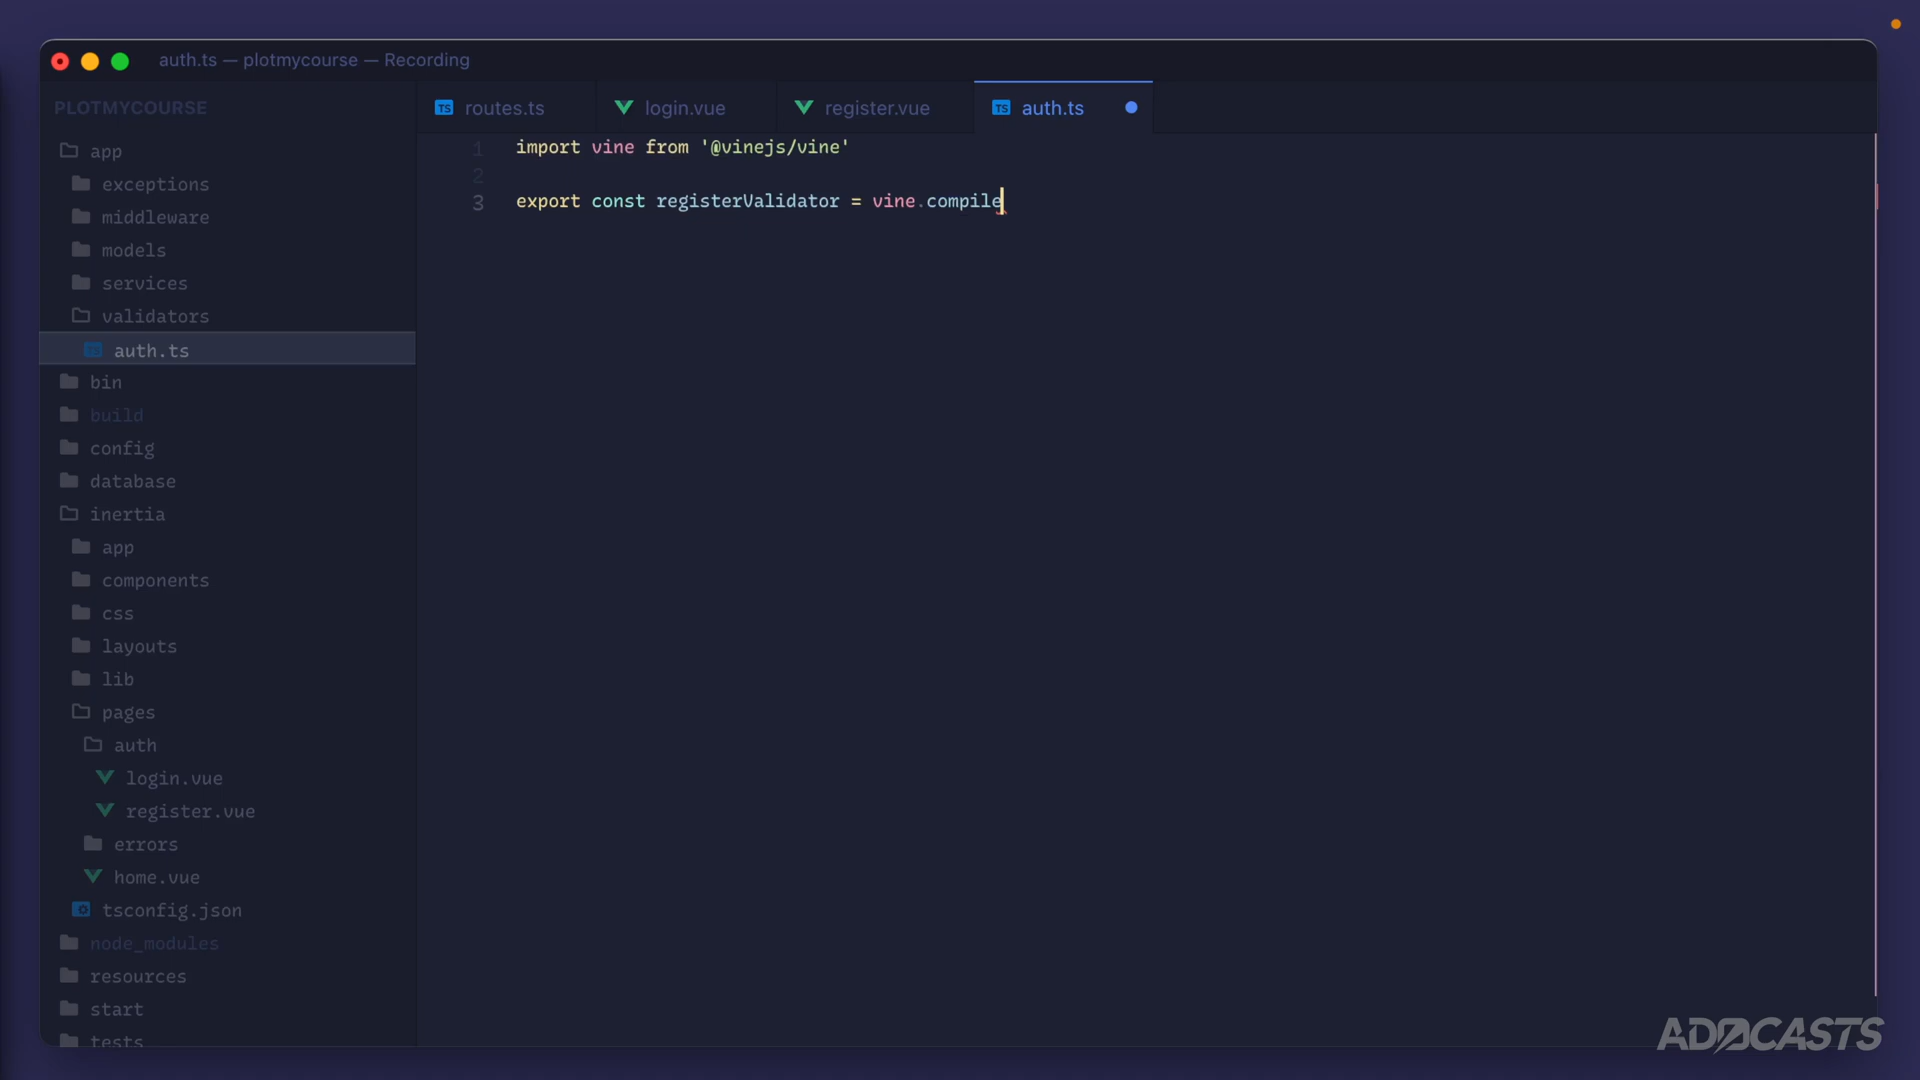 auth.ts — plotmycourse — Recording
PLOTMYCOURSE
app
exceptions
middleware
models
services
validators
auth.ts
bin
build
config
database
inertia
app
components
css
layouts
lib
pages
auth
login.vue
register.vue
errors
home.vue
tsconfig.json
node_modules
resources
start
tests
TS routes.ts
login.vue
register.vue
TS auth.ts
1 import vine from '@vinejs/vine'
2
3 export const registerValidator = vine.compile
ADOCASTS